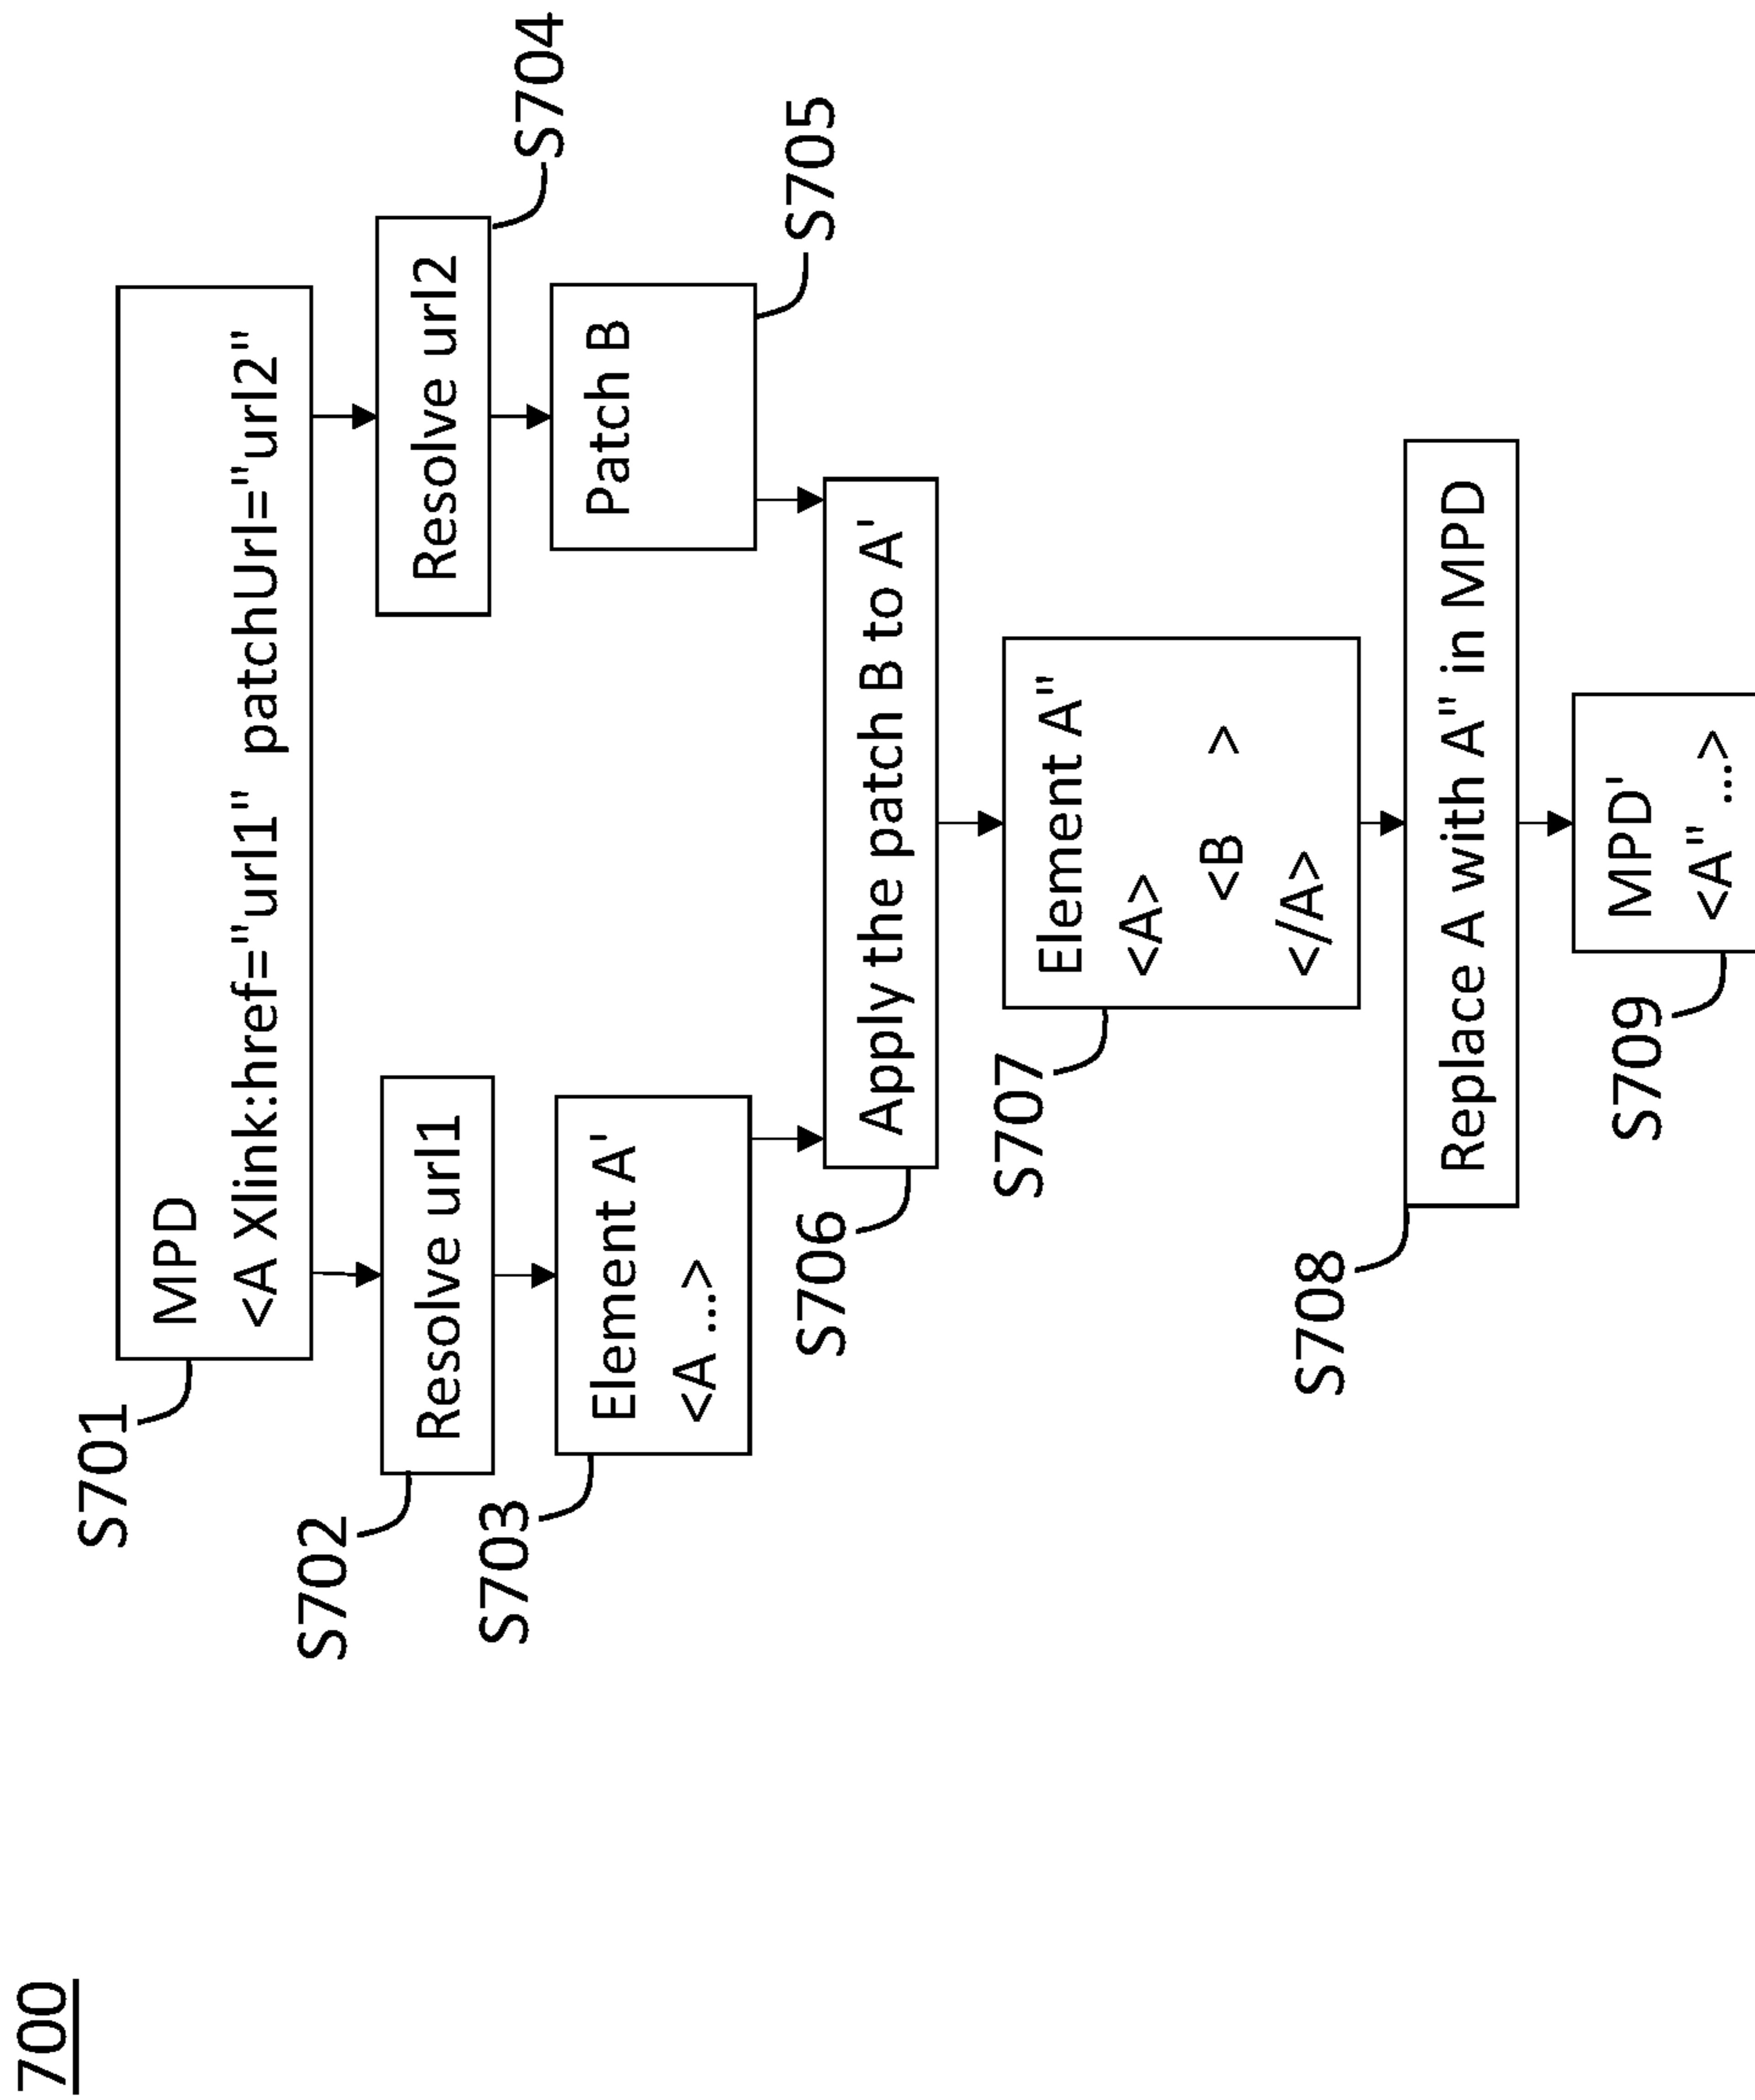 700
S701
MPD
<A Xlink:href="url1" patchUrl="url2"
S702
Resolve url1
Resolve url2
S704
S703
Element A'
<A ...>
Patch B
S705
S706
Apply the patch B to A'
S707
Element A"
<A>
<B >
</A>
S708
Replace A with A" in MPD
S709
MPD'
<A" ...>